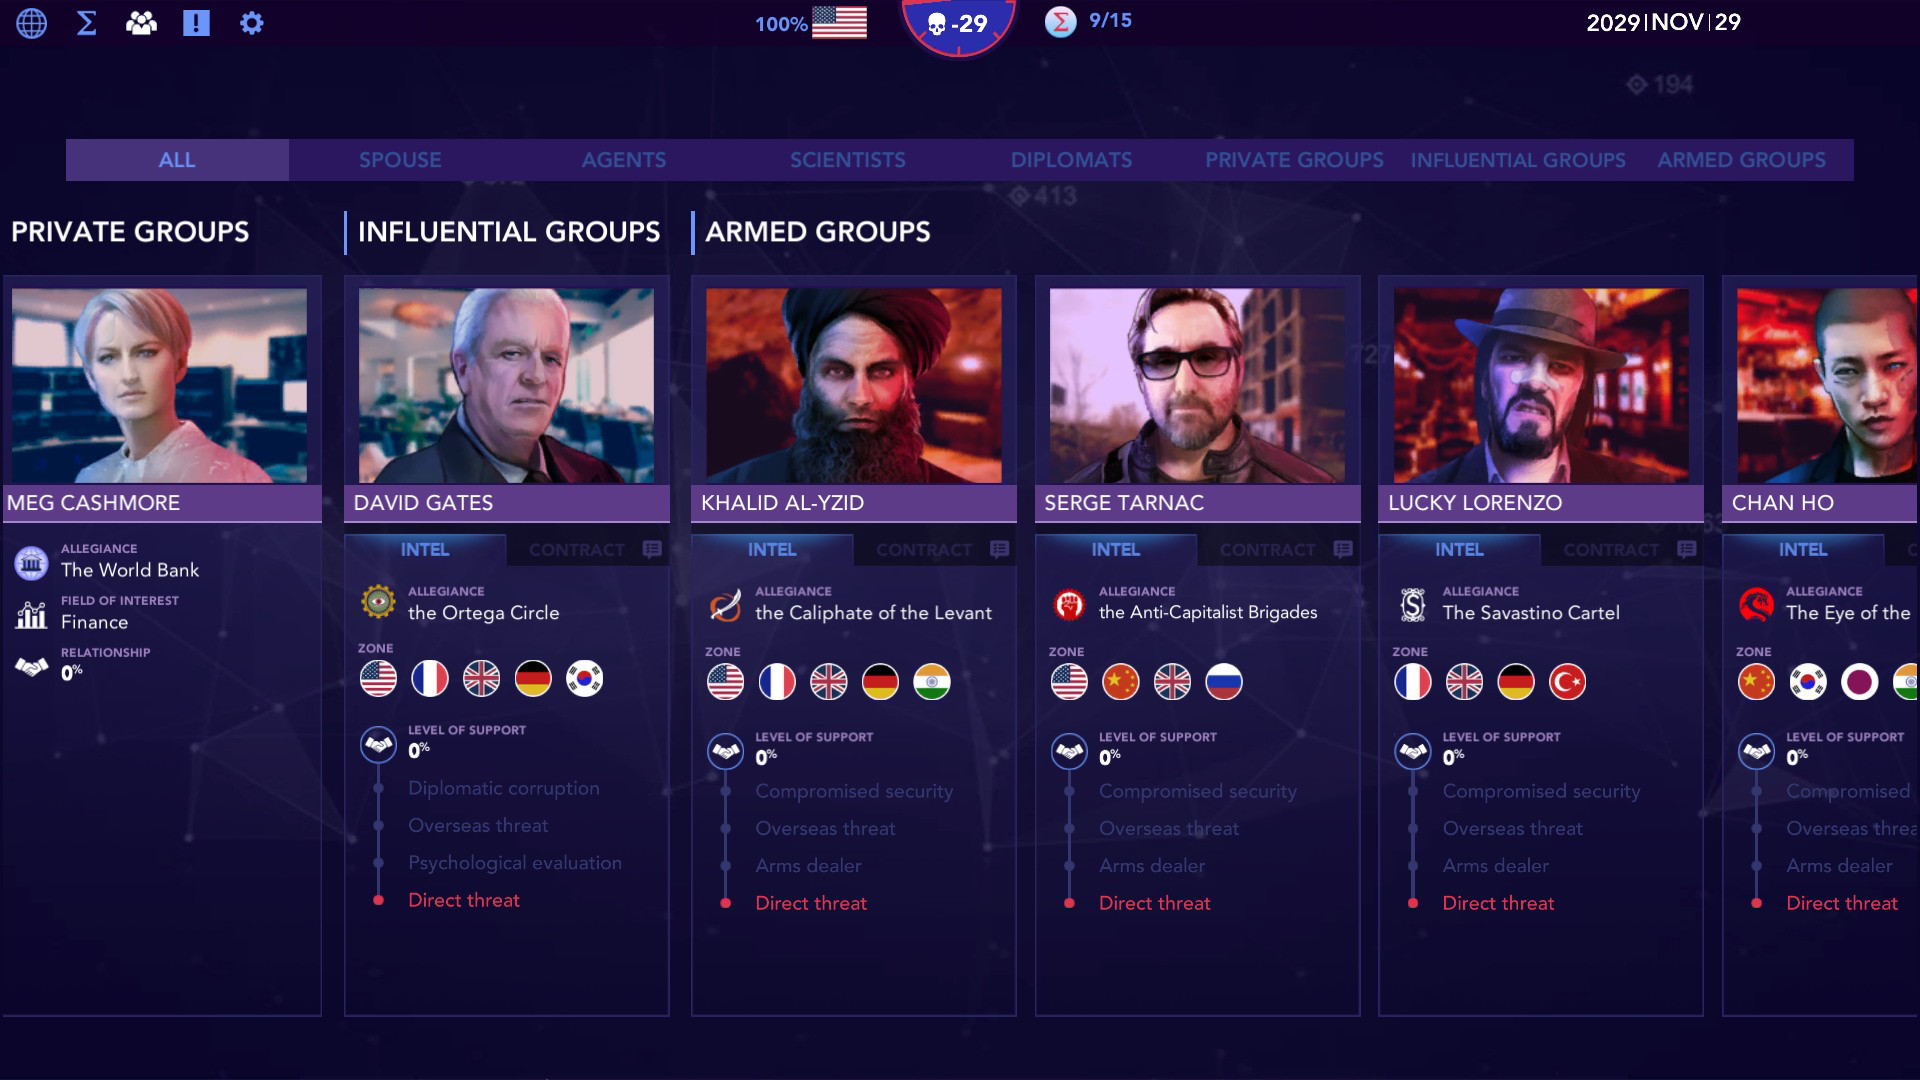 100%
-29
9/15
2029|NOV|29
194
ALL
SPOUSE
AGENTS
SCIENTISTS
DIPLOMATS
PRIVATE GROUPS
INFLUENTIAL GROUPS
ARMED GROUPS
413
PRIVATE GROUPS
INFLUENTIAL GROUPS
ARMED GROUPS
727
MEG CASHMORE
ALLEGIANCE
The World Bank
FIELD OF INTEREST
Finance
RELATIONSHIP
0%
DAVID GATES
INTEL
CONTRACT
ALLEGIANCE
the Ortega Circle
ZONE
LEVEL OF SUPPORT
0%
Diplomatic corruption
Overseas threat
Psychological evaluation
Direct threat
KHALID AL-YZID
INTEL
CONTRACT
ALLEGIANCE
the Caliphate of the Levant
ZONE
LEVEL OF SUPPORT
0%
Compromised security
Overseas threat
Arms dealer
Direct threat
SERGE TARNAC
INTEL
CONTRACT
ALLEGIANCE
the Anti-Capitalist Brigades
ZONE
LEVEL OF SUPPORT
0%
Compromised security
Overseas threat
Arms dealer
Direct threat
LUCKY LORENZO
INTEL
CONTRACT
ALLEGIANCE
The Savastino Cartel
ZONE
LEVEL OF SUPPORT
0%
Compromised security
Overseas threat
Arms dealer
Direct threat
CHAN HO
INTEL
C
ALLEGIANCE
The Eye of the
ZONE
LEVEL OF SUPPORT
0%
Compromised
Overseas threa
Arms dealer
Direct threat